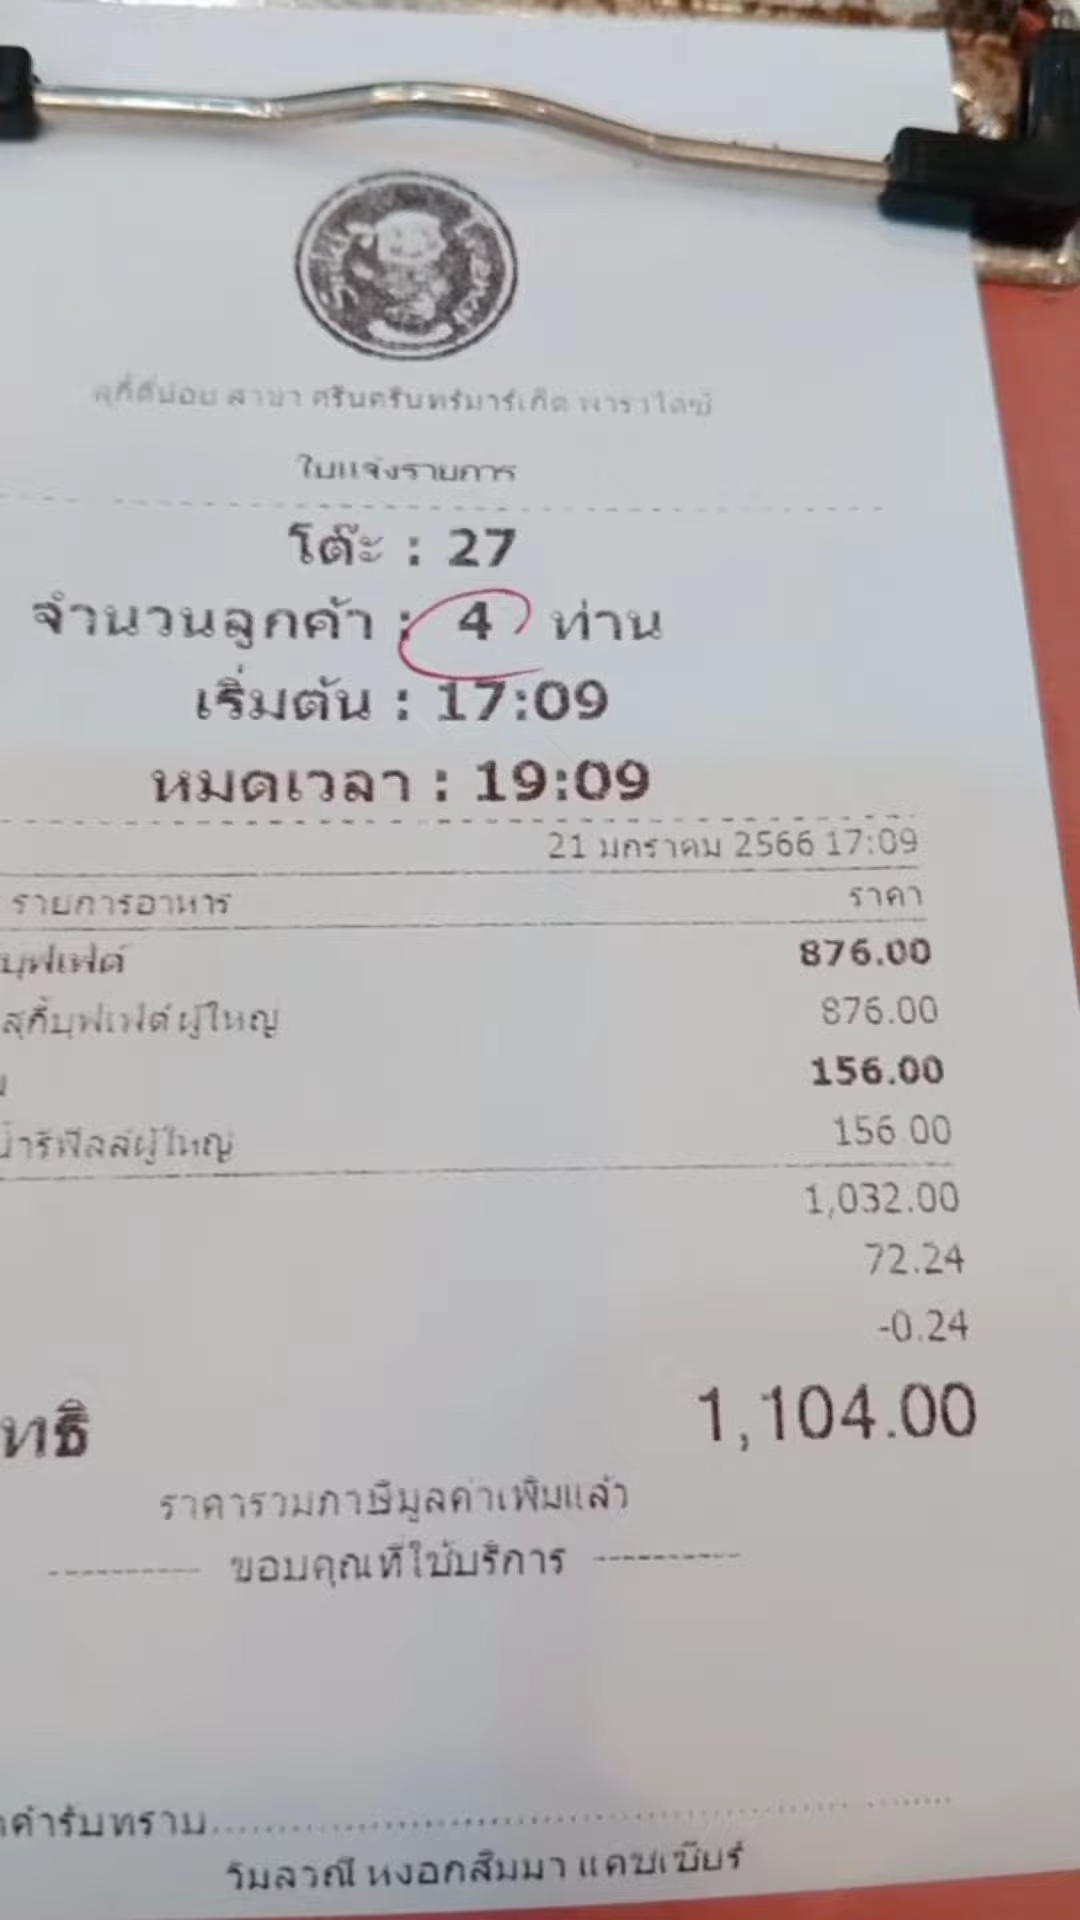 สุกี้ตี๋น้อย สาขา ศรีนครินทร์มาร์เก็ต พาราไดซ์
ใบแจ้งรายการ
โต๊ะ : 27
จำนวนลูกค้า : 4 ท่าน
เริ่มต้น : 17:09
หมดเวลา : 19:09
21 มกราคม 2566 17:09
รายการอาหาร ราคา
บุฟเฟ่ต์ 876.00
สุกี้บุฟเฟ่ต์ ผู้ใหญ่ 876.00
156.00
น้ำรีฟิลล์ผู้ใหญ่ 156.00
1,032.00
72.24
-0.24
ทธิ 1,104.00
ราคารวมภาษีมูลค่าเพิ่มแล้ว
---------- ขอบคุณที่ใช้บริการ ----------
ค้ารับทราบ........................................
วิมลวณี หงอกสิมมา แคชเชียร์